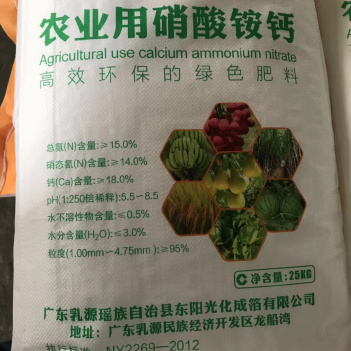 农业用硝酸铵钙
Agricultural use calcium ammonium nitrate
高效环保的绿色肥料
总氮(N)含量:≥15.0%
硝态氮(N)含量:≥14.0%
钙(Ca)含量:≥18.0%
pH(1:250倍稀释):5.5-8.5
水不溶性物含量:≤0.5%
水分含量(H₂O):≤3.0%
粒度(1.00mm-4.75mm):≥95%
净含量:25KG
广东乳源瑶族自治县东阳光化成箔有限公司
地址:广东乳源民族经济开发区龙船湾
执行标准:NY2269-2012